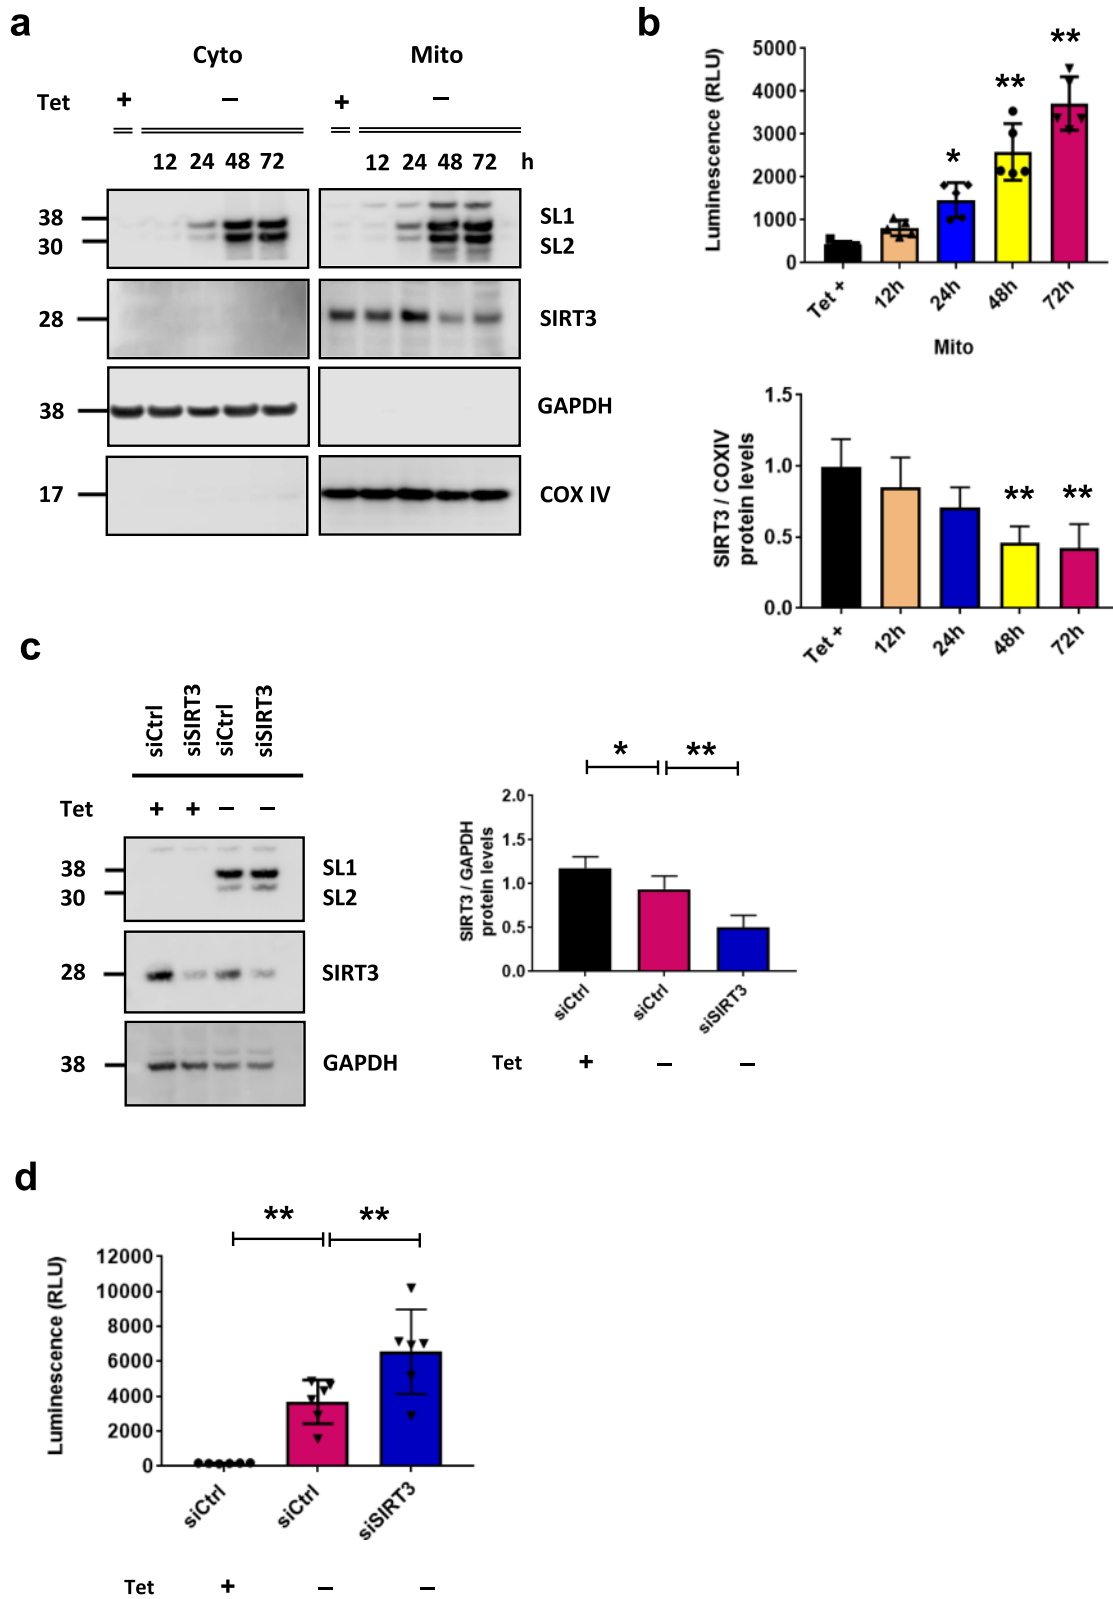 a
Cyto Mito
Tet + − + −
12 24 48 72 12 24 48 72 h
38 SL1
30 SL2
28 SIRT3
38 GAPDH
17 COX IV
b
Luminescence (RLU)
5000
4000
3000
2000
1000
0
* ** **
Tet + 12h 24h 48h 72h
Mito
SIRT3 / COXIV
protein levels
1.5
1.0
0.5
0.0
** **
Tet + 12h 24h 48h 72h
c
siCtrl siSIRT3 siCtrl siSIRT3
Tet + + − −
38 SL1
30 SL2
28 SIRT3
38 GAPDH
* **
SIRT3 / GAPDH
protein levels
2.0
1.5
1.0
0.5
0.0
siCtrl siCtrl siSIRT3
Tet + − −
d
** **
Luminescence (RLU)
12000
10000
8000
6000
4000
2000
0
siCtrl siCtrl siSIRT3
Tet + − −